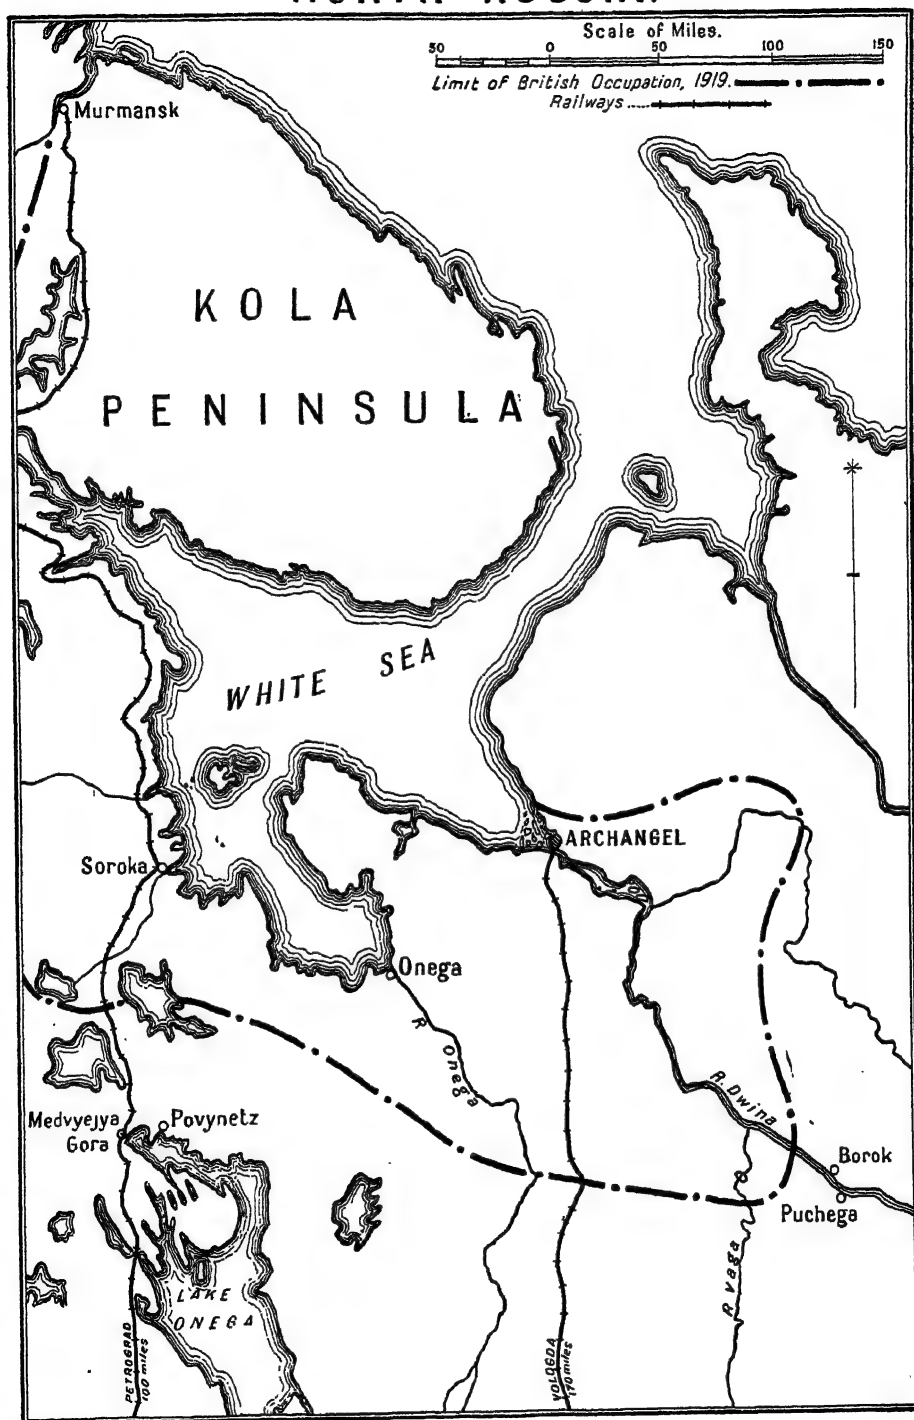 Scale of Miles.
50 0 50 100 150
Limit of British Occupation, 1919.
Railways
Murmansk
KOLA
PENINSULA
WHITE SEA
ARCHANGEL
Soroka
Onega
R. Onega
R. Dwina
Medvyejya
Gora
Povynetz
Borok
Puchega
R Vaga
LAKE
ONEGA
PETROGRAD
100 miles
VOLOGDA
170 miles